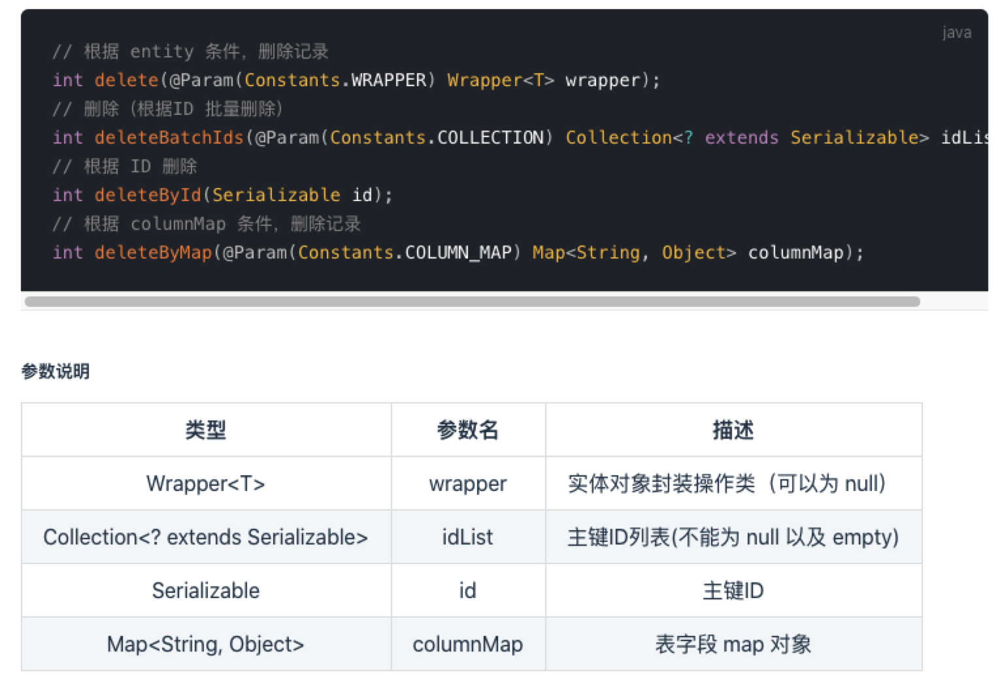 java
// 根据 entity 条件，删除记录
int delete(@Param(Constants.WRAPPER) Wrapper<T> wrapper);
// 删除（根据ID 批量删除）
int deleteBatchIds(@Param(Constants.COLLECTION) Collection<? extends Serializable> idLis
// 根据 ID 删除
int deleteById(Serializable id);
// 根据 columnMap 条件，删除记录
int deleteByMap(@Param(Constants.COLUMN_MAP) Map<String, Object> columnMap);
参数说明
类型 参数名 描述
Wrapper<T> wrapper 实体对象封装操作类（可以为 null）
Collection<? extends Serializable> idList 主键ID列表(不能为 null 以及 empty)
Serializable id 主键ID
Map<String, Object> columnMap 表字段 map 对象